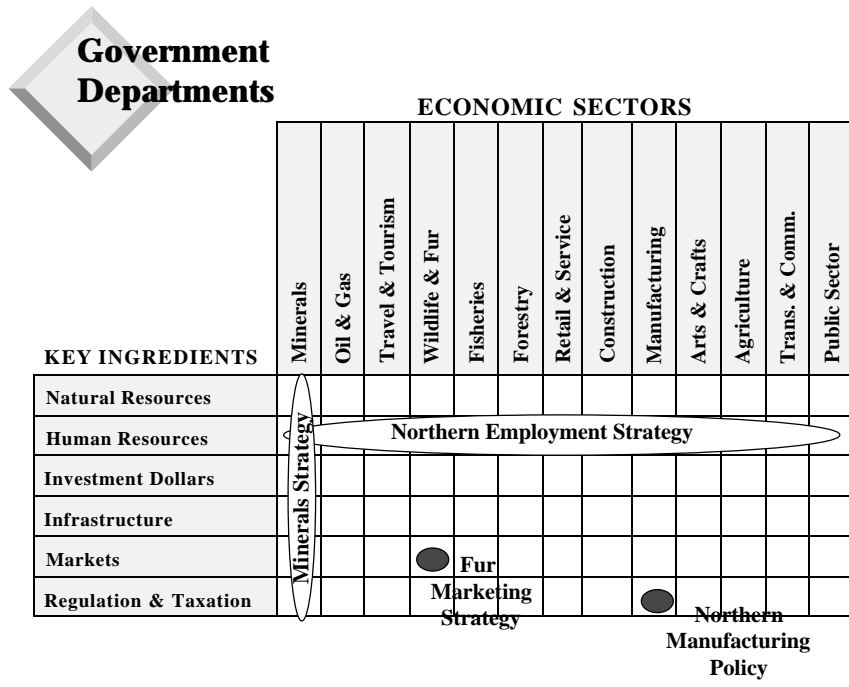 Government
Departments
ECONOMIC SECTORS
KEY INGREDIENTS
Minerals
Oil & Gas
Travel & Tourism
Wildlife & Fur
Fisheries
Forestry
Retail & Service
Construction
Manufacturing
Arts & Crafts
Agriculture
Trans. & Comm.
Public Sector
Natural Resources
Human Resources
Investment Dollars
Infrastructure
Markets
Regulation & Taxation
Minerals Strategy
Northern Employment Strategy
Fur
Marketing
Strategy
Northern
Manufacturing
Policy